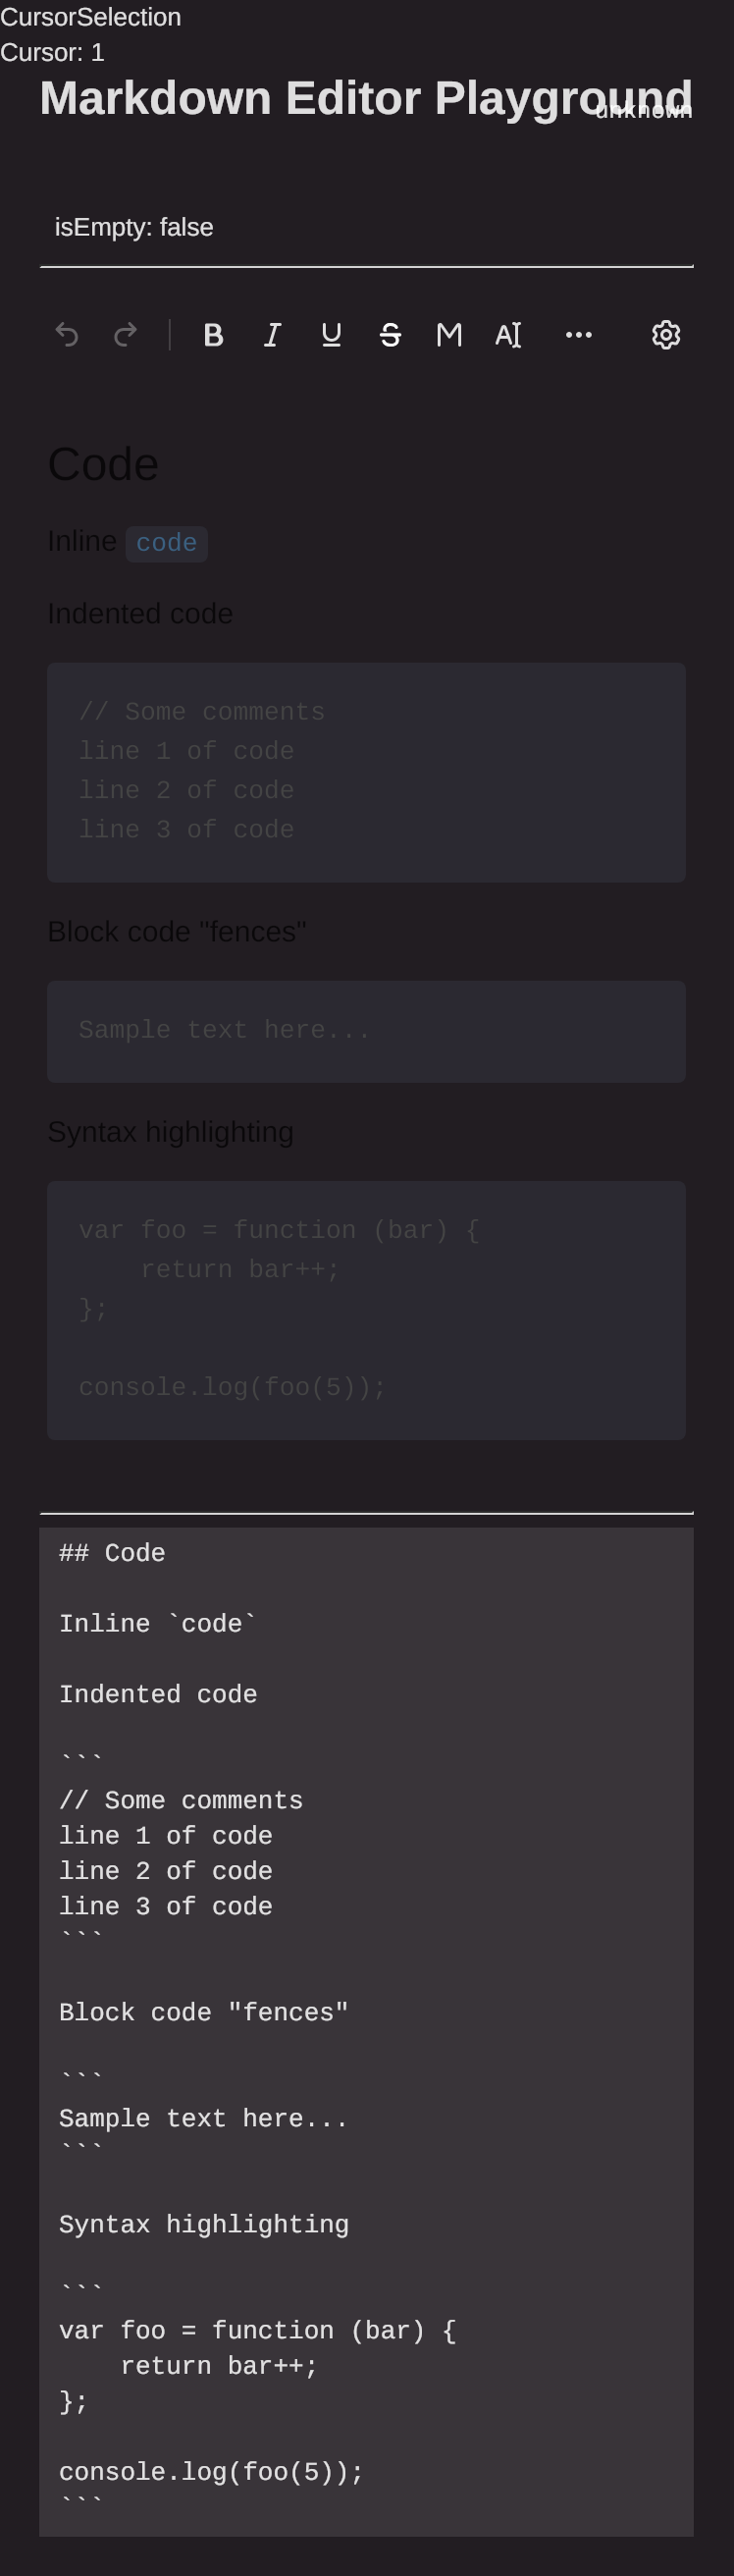 CursorSelection
Cursor: 1
Markdown Editor Playground
unknown
isEmpty: false
B I U S M AI
Code
Inline code
Indented code
// Some comments
line 1 of code
line 2 of code
line 3 of code
Block code "fences"
Sample text here...
Syntax highlighting
var foo = function (bar) {
    return bar++;
};
console.log(foo(5));
## Code
Inline `code`
Indented code
```
// Some comments
line 1 of code
line 2 of code
line 3 of code
```
Block code "fences"
```
Sample text here...
```
Syntax highlighting
```
var foo = function (bar) {
    return bar++;
};
console.log(foo(5));
```